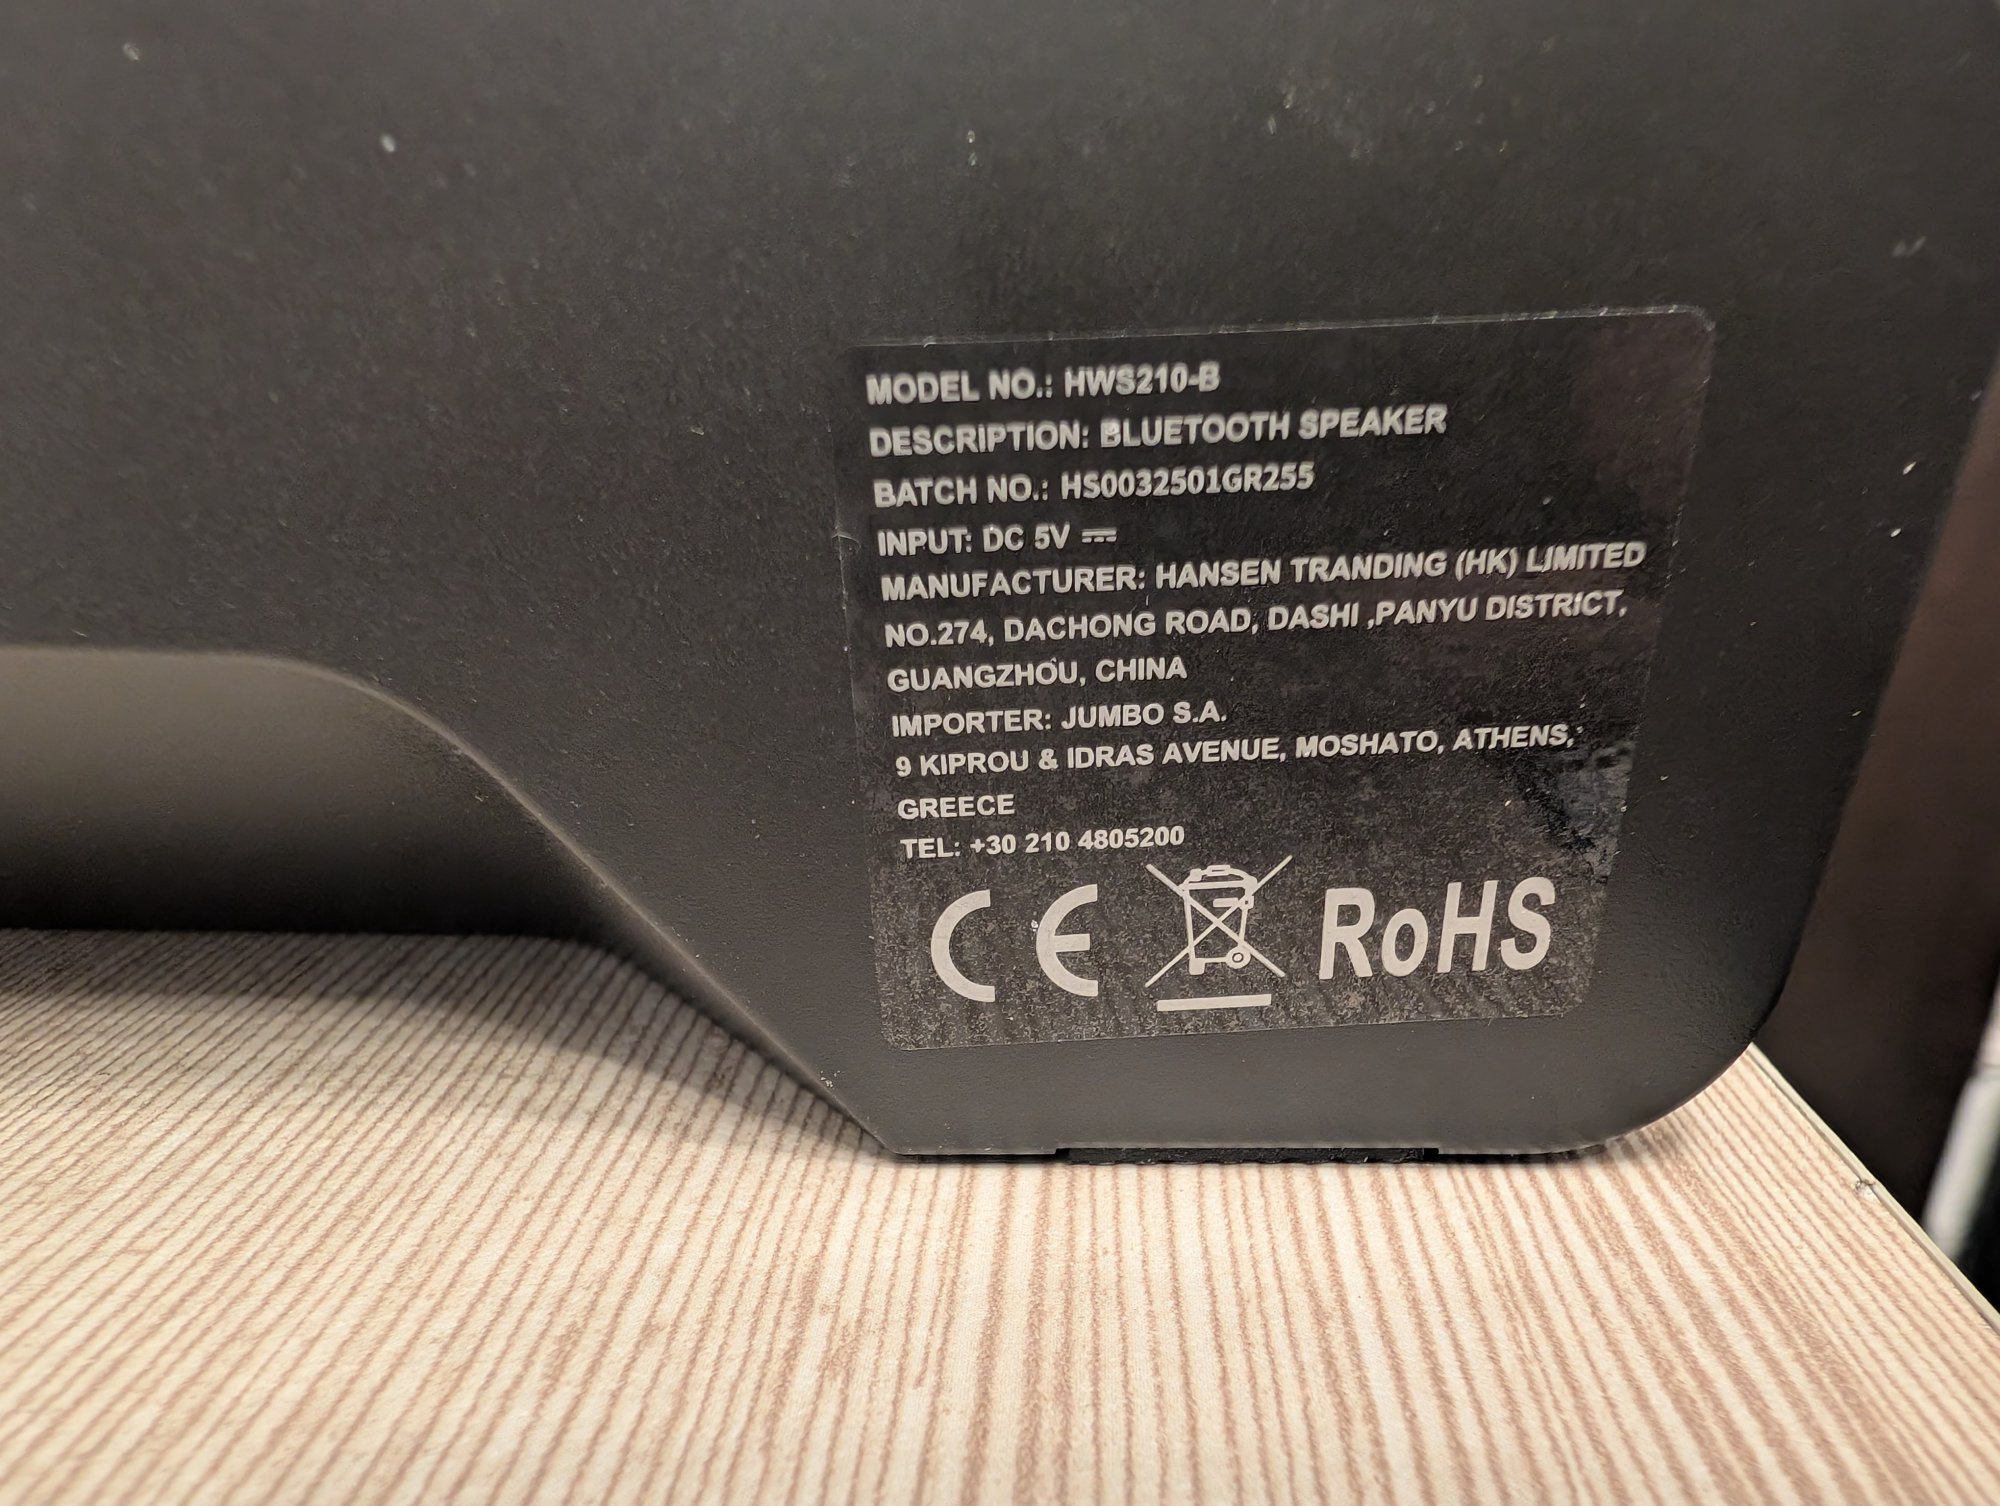 MODEL NO.: HWS210-B
DESCRIPTION: BLUETOOTH SPEAKER
BATCH NO.: HS0032501GR255
INPUT: DC 5V ⎓
MANUFACTURER: HANSEN TRANDING (HK) LIMITED
NO.274, DACHONG ROAD, DASHI ,PANYU DISTRICT,
GUANGZHOU, CHINA
IMPORTER: JUMBO S.A.
9 KIPROU & IDRAS AVENUE, MOSHATO, ATHENS,
GREECE
TEL: +30 210 4805200
CE RoHS